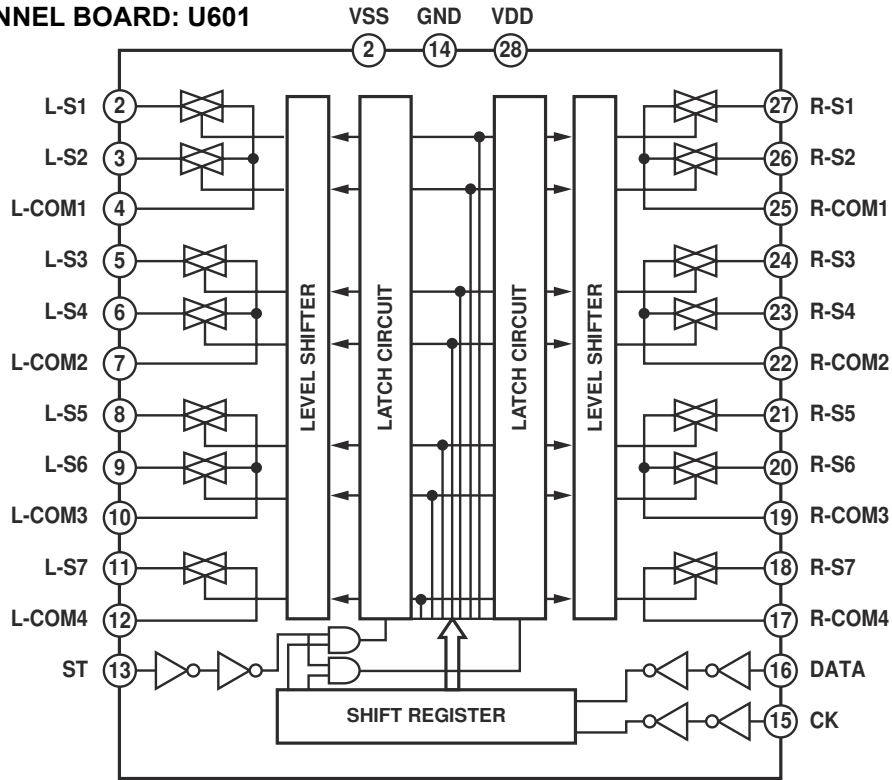 NNEL BOARD: U601
VSS GND VDD
2 14 28
L-S1 2 27 R-S1
L-S2 3 26 R-S2
L-COM1 4 25 R-COM1
L-S3 5 24 R-S3
L-S4 6 23 R-S4
L-COM2 7 22 R-COM2
L-S5 8 21 R-S5
L-S6 9 20 R-S6
L-COM3 10 19 R-COM3
L-S7 11 18 R-S7
L-COM4 12 17 R-COM4
LEVEL SHIFTER
LATCH CIRCUIT
LATCH CIRCUIT
LEVEL SHIFTER
ST 13 16 DATA
SHIFT REGISTER
15 CK